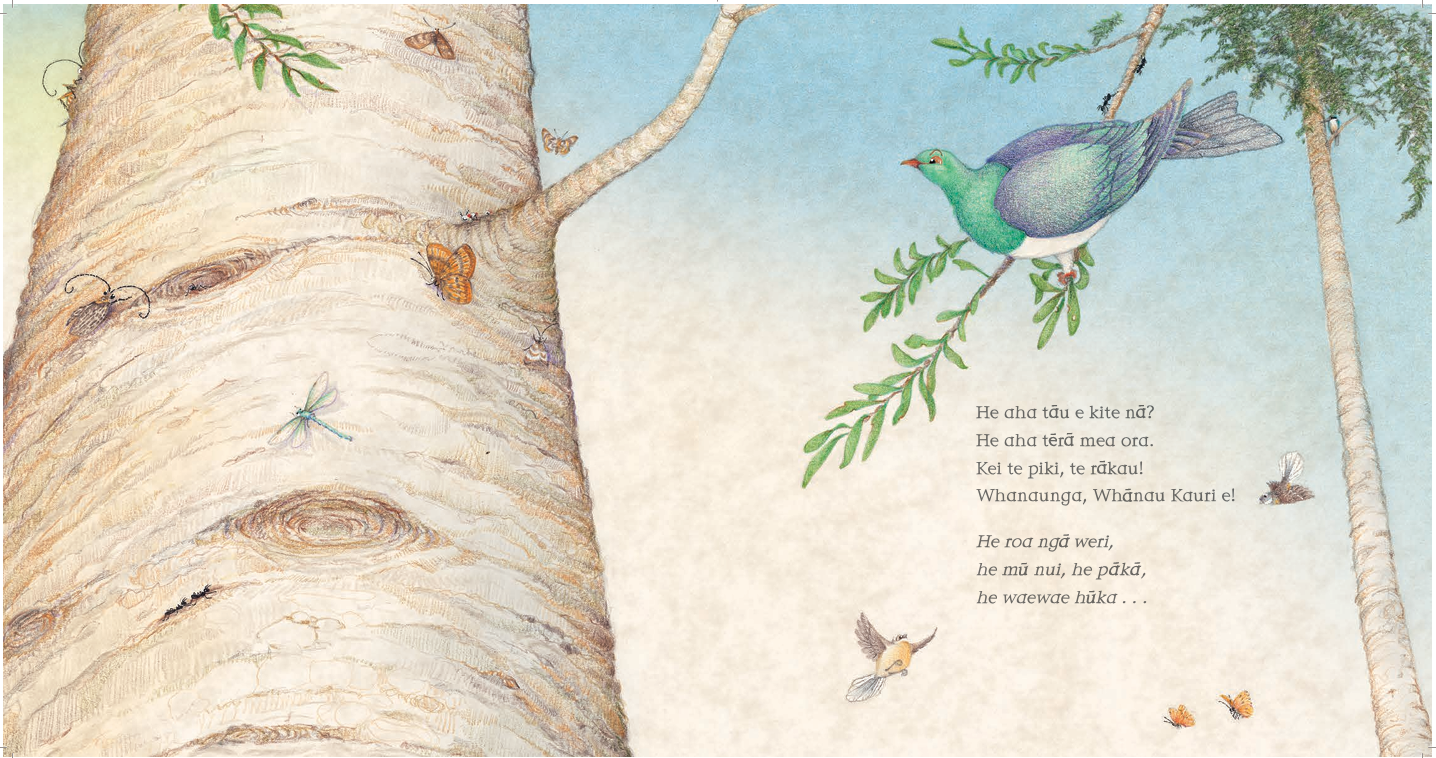 He aha tāu e kite nā?
He aha tērā mea ora.
Kei te piki, te rākau!
Whanaunga, Whānau Kauri e!
He roa ngā weri,
he mū nui, he pākā,
he waewae hūka . . .